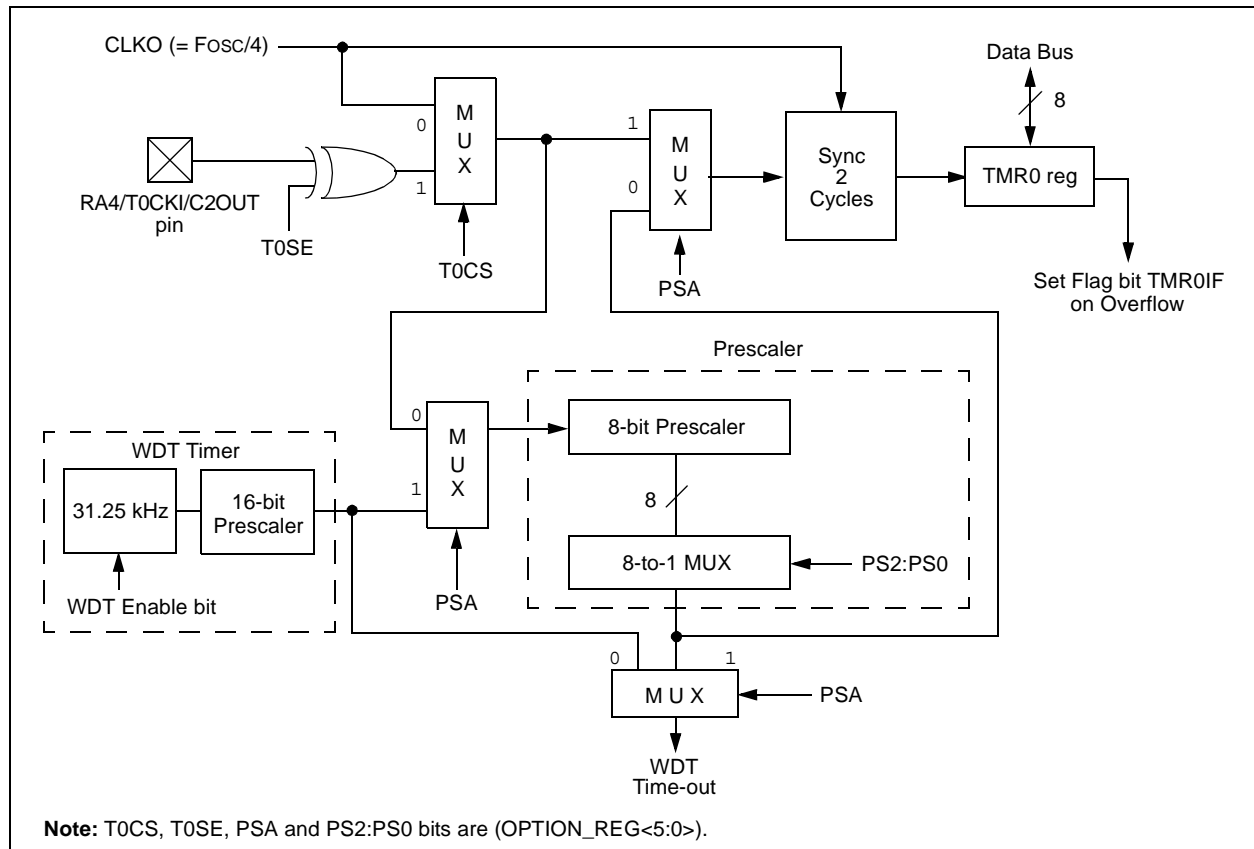 CLKO (= FOSC/4)
Data Bus
8
M
U
X
0
1
RA4/T0CKI/C2OUT
pin
T0SE
T0CS
1
0
M
U
X
PSA
Sync
2
Cycles
TMR0 reg
Set Flag bit TMR0IF
on Overflow
Prescaler
0
1
M
U
X
PSA
8-bit Prescaler
8
8-to-1 MUX
PS2:PS0
WDT Timer
31.25 kHz
16-bit
Prescaler
WDT Enable bit
0
1
M U X
PSA
WDT
Time-out
Note: T0CS, T0SE, PSA and PS2:PS0 bits are (OPTION_REG<5:0>).